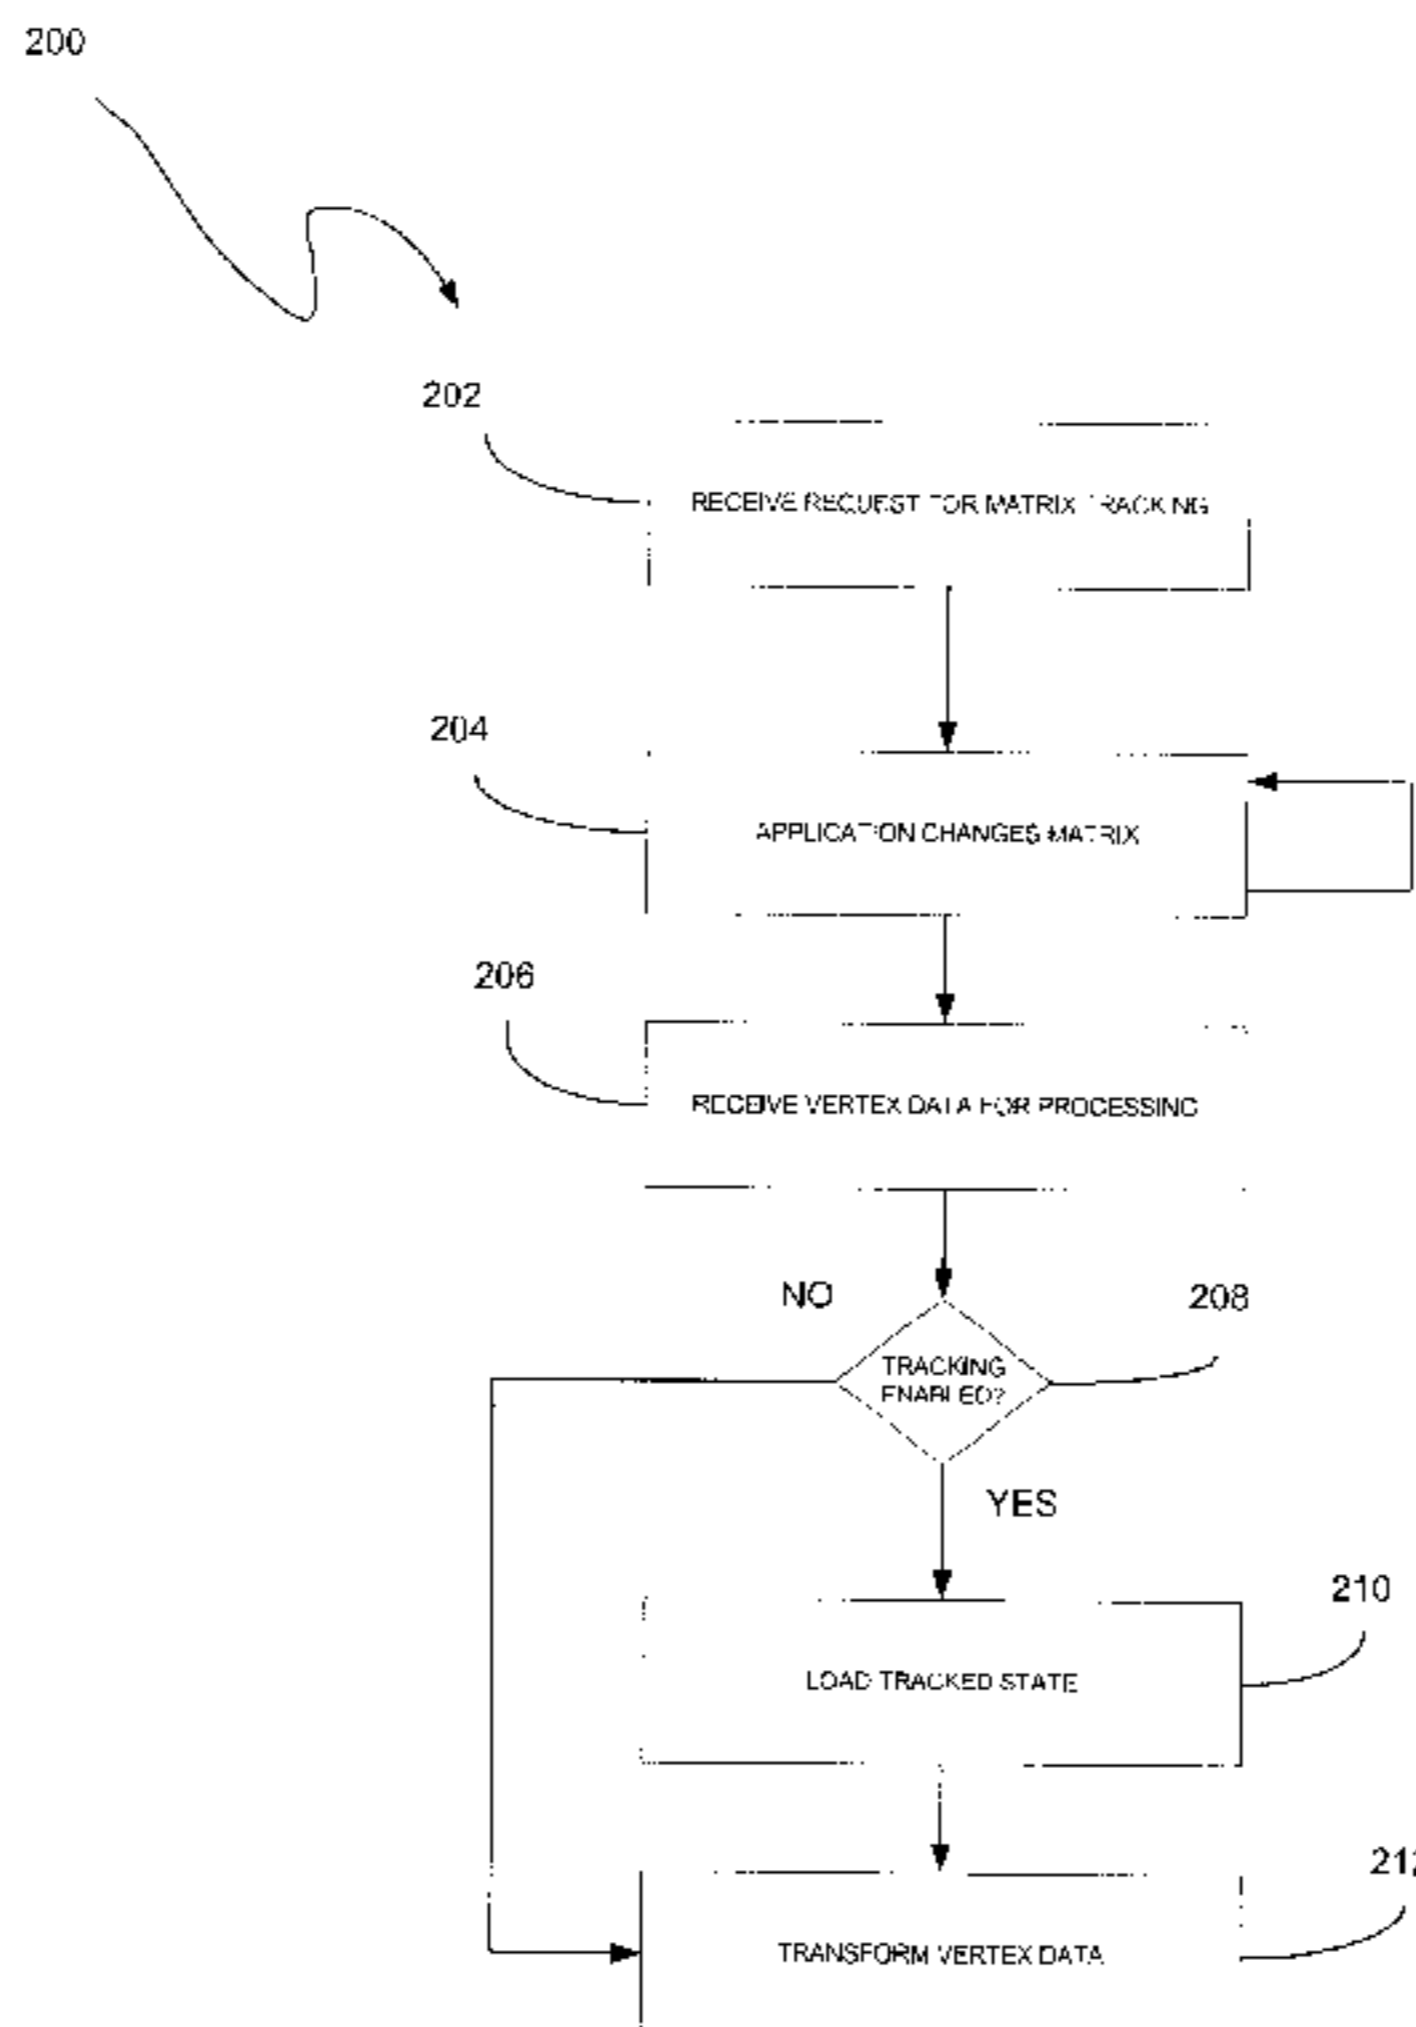 200
202
RECEIVE REQUEST FOR MATRIX TRACKING
204
APPLICATION CHANGES MATRIX
206
RECEIVE VERTEX DATA FOR PROCESSING
NO
208
TRACKING
ENABLED?
YES
210
LOAD TRACKED STATE
212
TRANSFORM VERTEX DATA